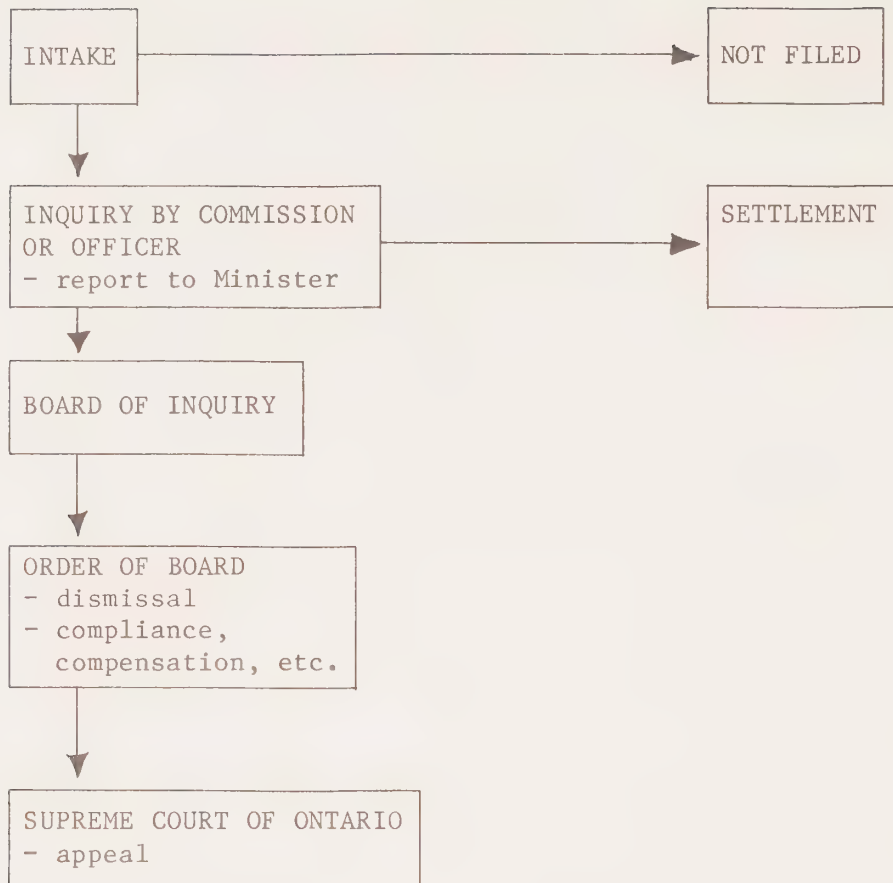 INTAKE
NOT FILED
INQUIRY BY COMMISSION
OR OFFICER
- report to Minister
SETTLEMENT
BOARD OF INQUIRY
ORDER OF BOARD
- dismissal
- compliance,
compensation, etc.
SUPREME COURT OF ONTARIO
- appeal